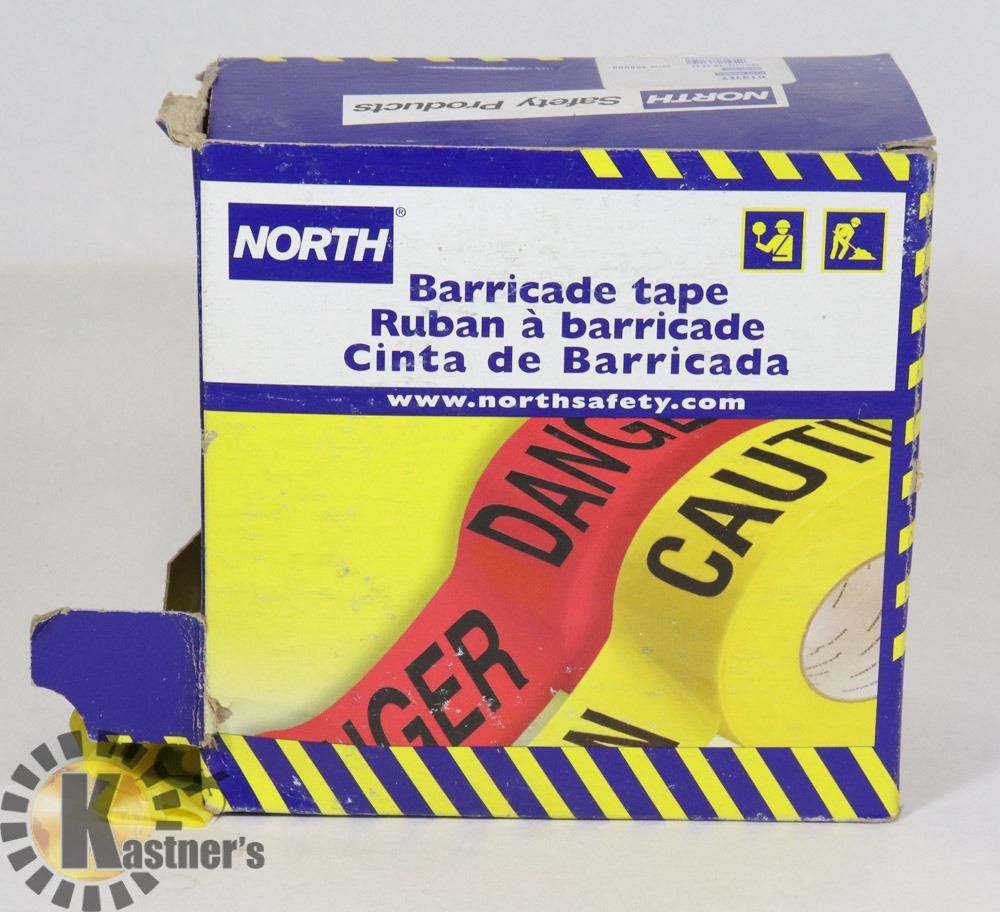 NORTH Safety Products
NORTH®
Barricade tape
Ruban à barricade
Cinta de Barricada
www.northsafety.com
DANGE
CAUTI
NGER
N
Kastner's